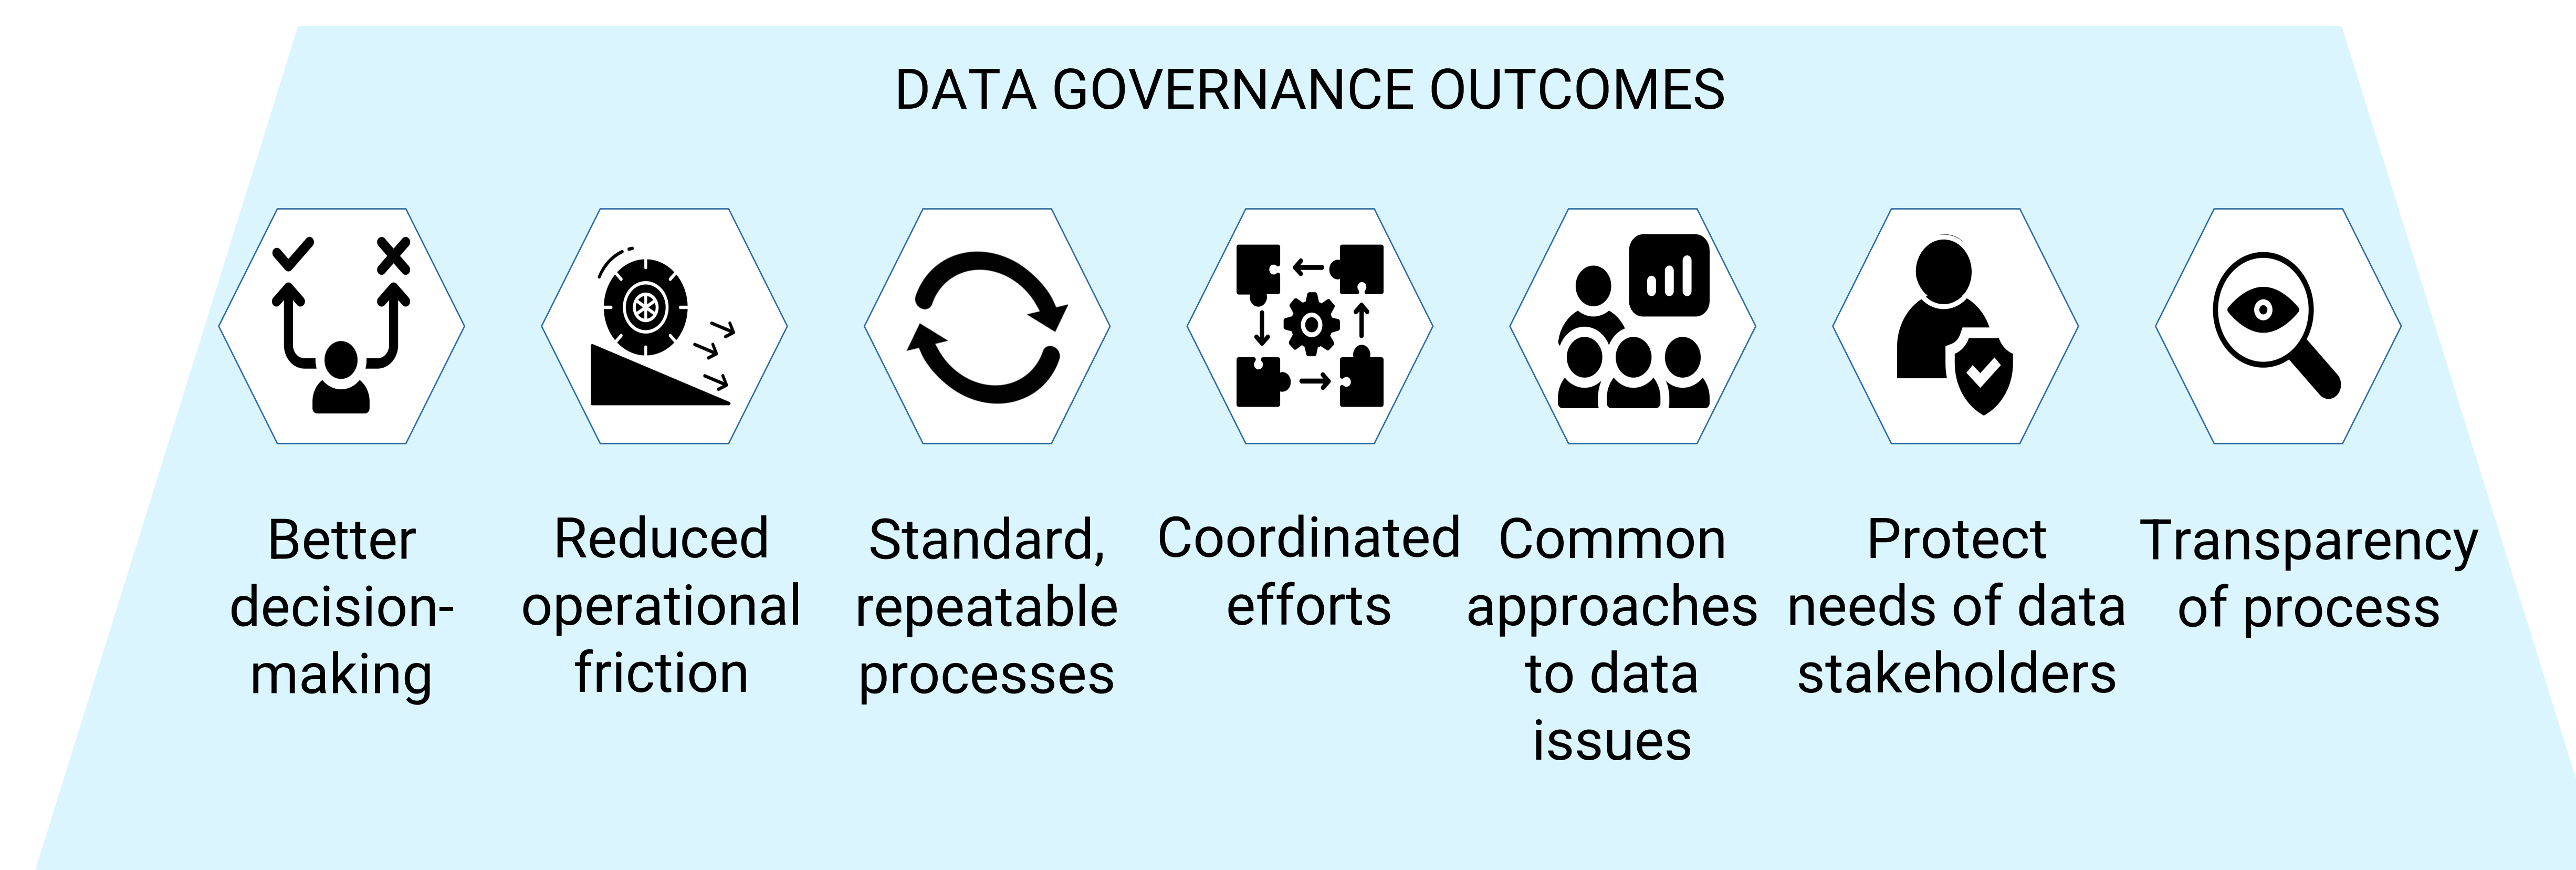 DATA GOVERNANCE OUTCOMES
Better
decision-
making
Reduced
operational
friction
Standard,
repeatable
processes
Coordinated
efforts
Common
approaches
to data
issues
Protect
needs of data
stakeholders
Transparency
of process